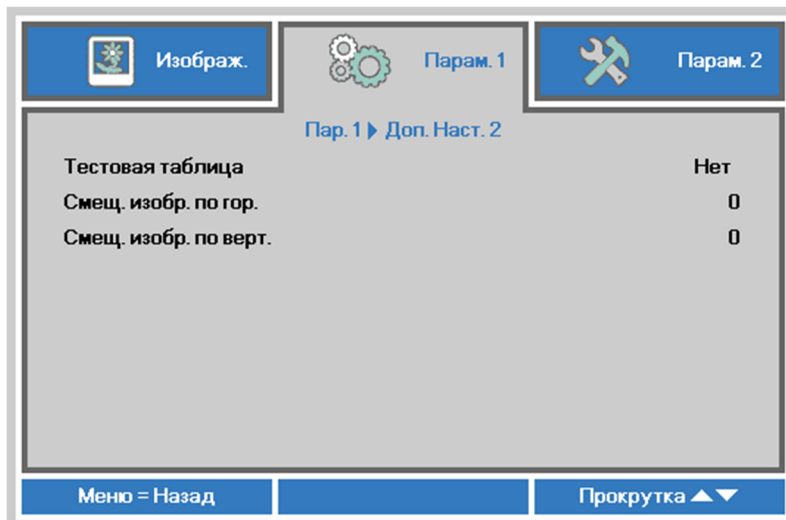 Изображ.
Парам. 1
Парам. 2
Пар. 1 ▶ Доп. Наст. 2
Тестовая таблица Нет
Смещ. изобр. по гор. 0
Смещ. изобр. по верт. 0
Меню = Назад
Прокрутка ▲▼